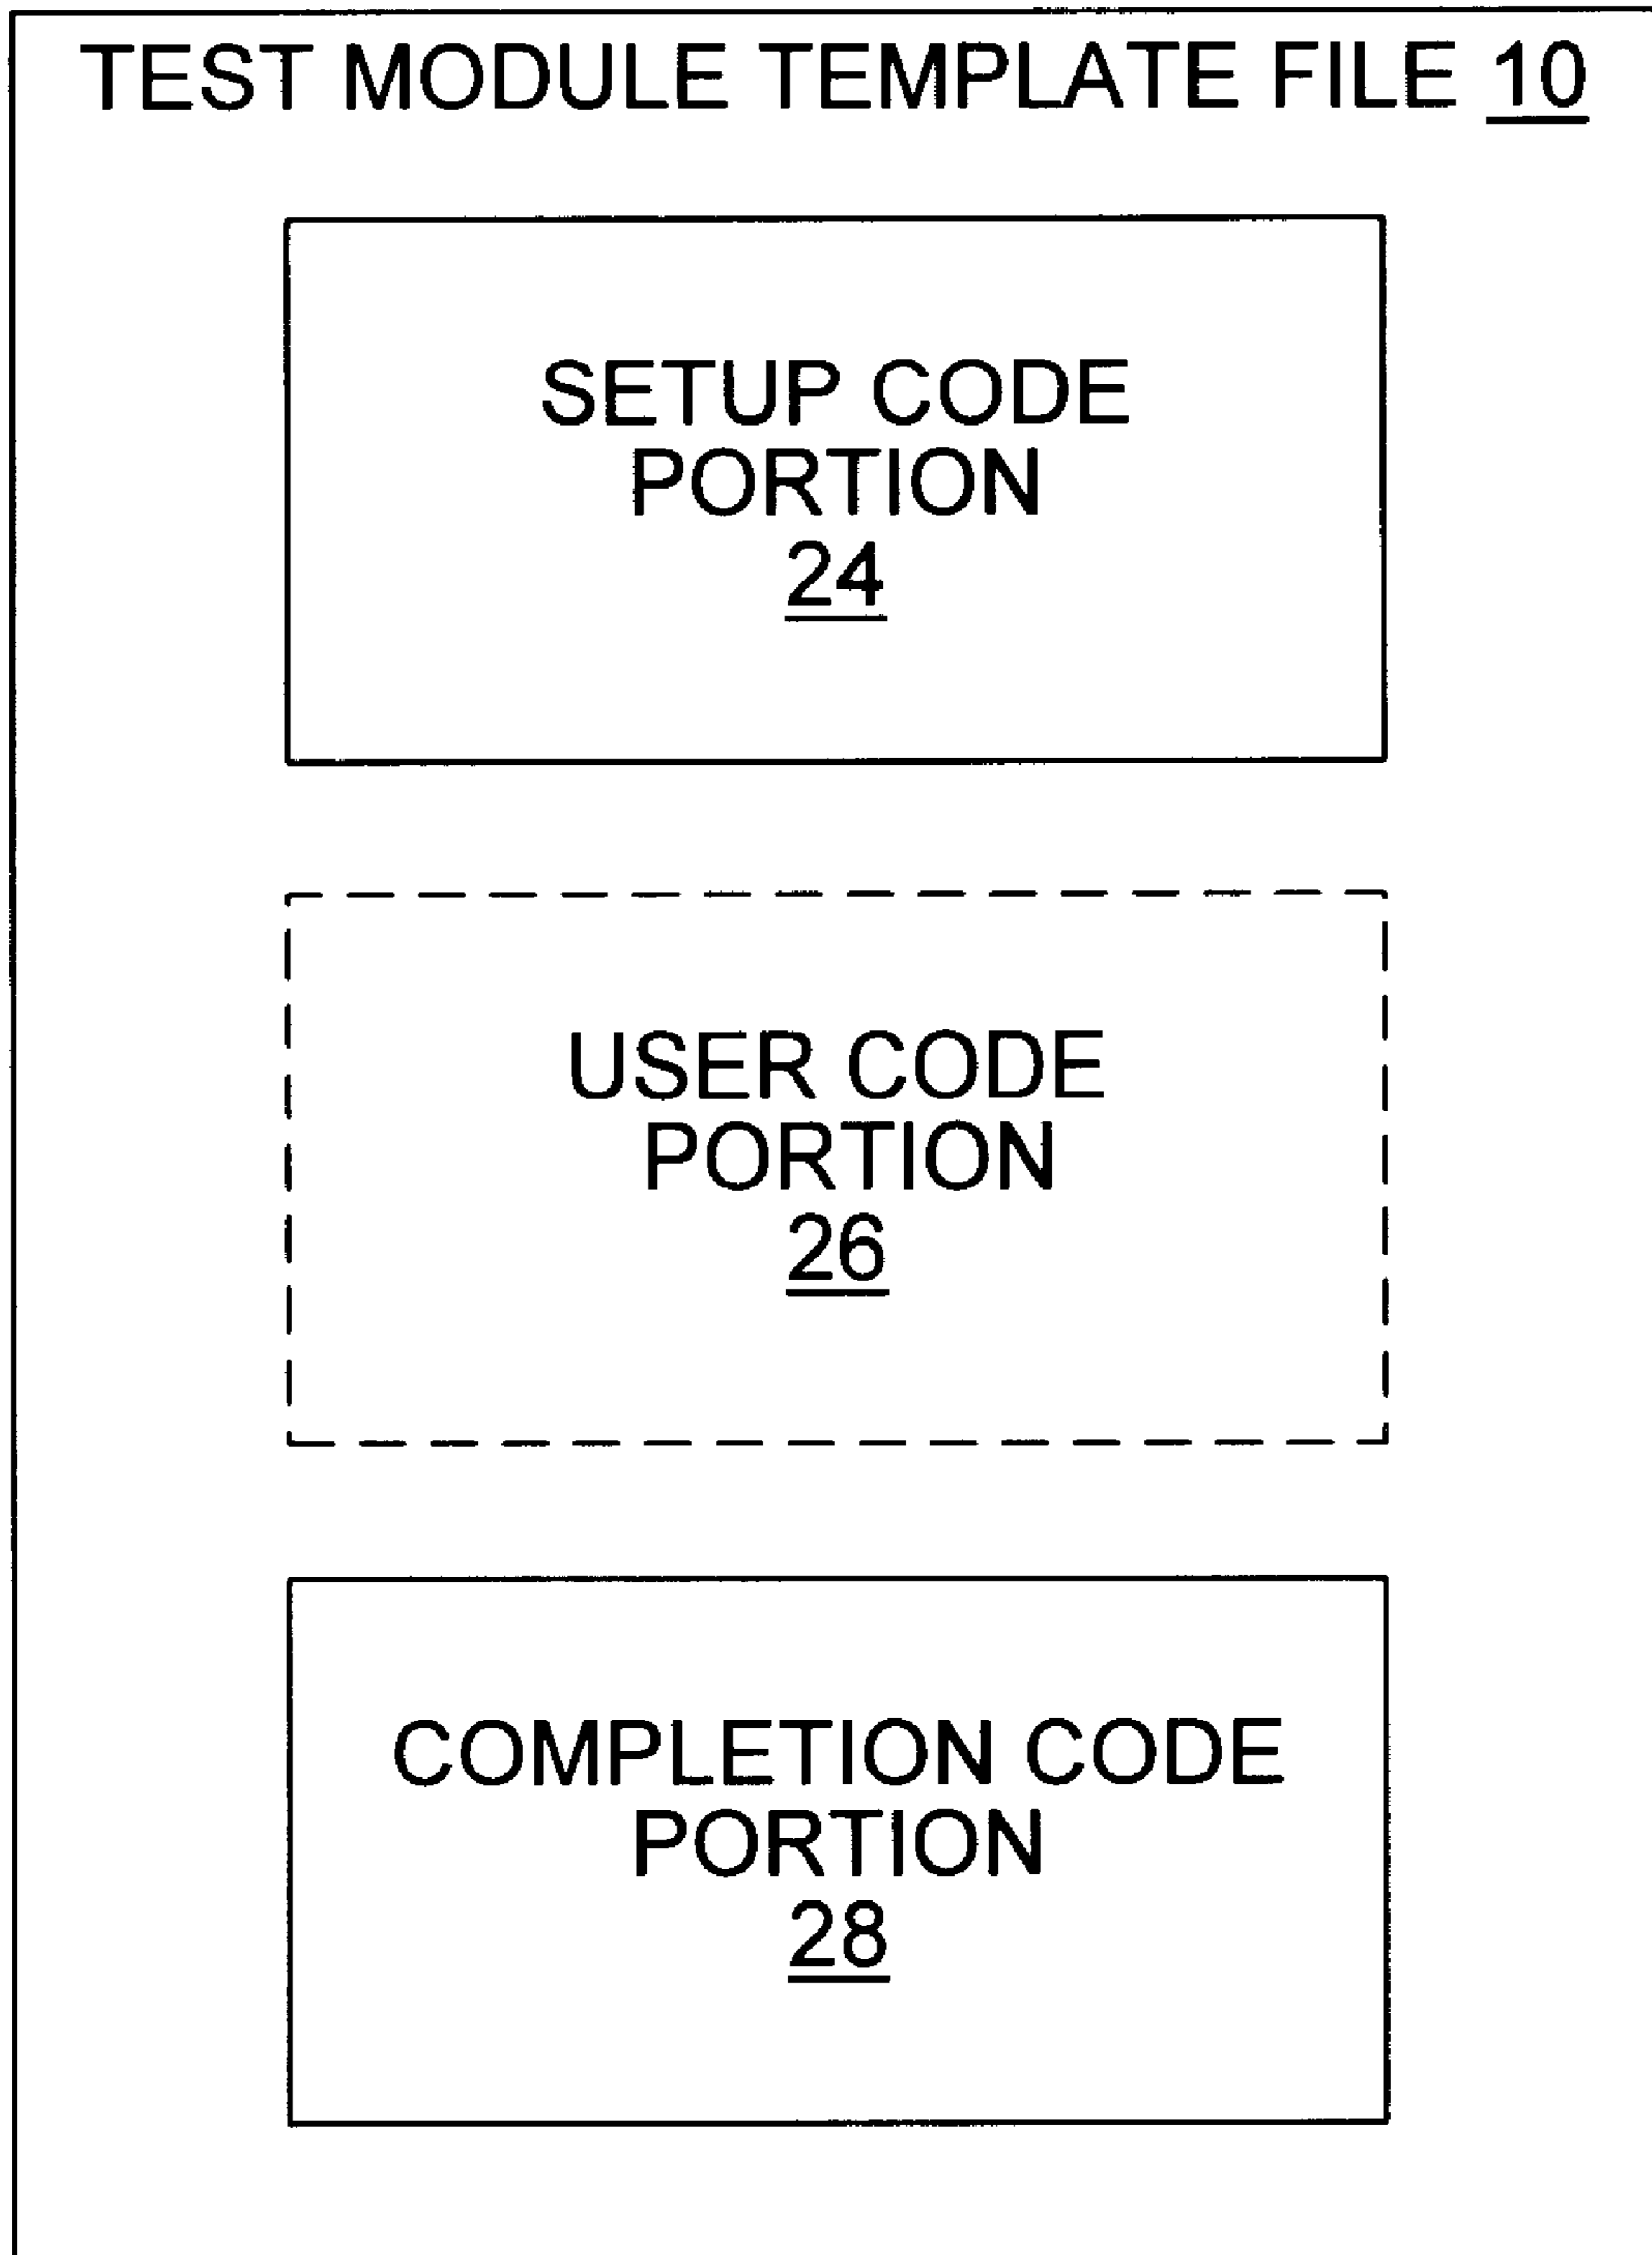 TEST MODULE TEMPLATE FILE 10
SETUP CODE
PORTION
24
USER CODE
PORTION
26
COMPLETION CODE
PORTION
28